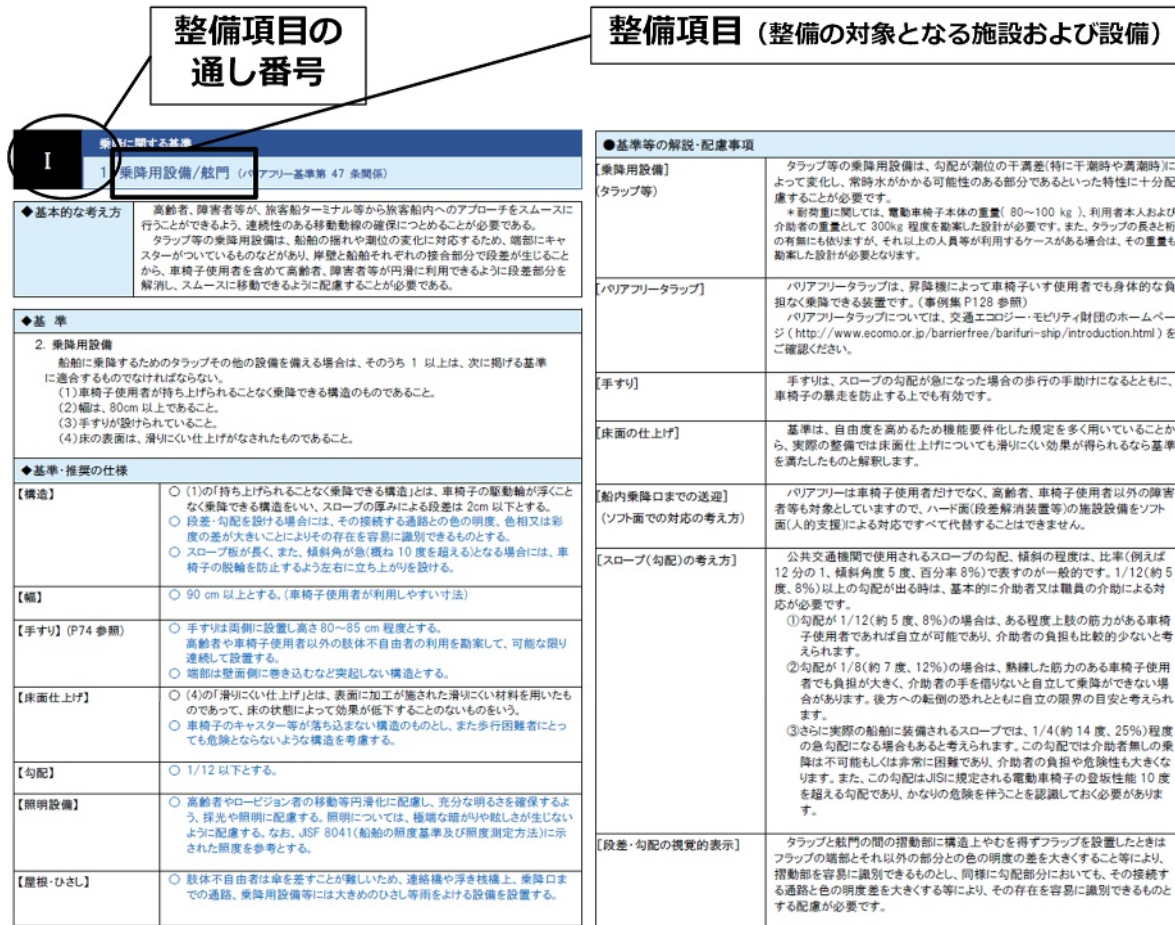 整備項目の
通し番号
整備項目（整備の対象となる施設および設備）
I
乗降に関する基準
1 乗降用設備/舷門（バリアフリー基準第 47 条関係）
◆基本的な考え方
高齢者、障害者等が、旅客船ターミナル等から旅客船内へのアプローチをスムースに
行うことができるよう、連続性のある移動動線の確保につとめることが必要である。
タラップ等の乗降用設備は、船舶の揺れや潮位の変化に対応するため、端部にキャ
スターがついているものなどがあり、岸壁と船舶それぞれの接合部分で段差が生じること
から、車椅子使用者を含めて高齢者、障害者等が円滑に利用できるように段差部分を
解消し、スムースに移動できるように配慮することが必要である。
◆基 準
2. 乗降用設備
船舶に乗降するためのタラップその他の設備を備える場合は、そのうち 1 以上は、次に掲げる基準
に適合するものでなければならない。
(1)車椅子使用者が持ち上げられることなく乗降できる構造のものであること。
(2)幅は、80cm 以上であること。
(3)手すりが設けられていること。
(4)床の表面は、滑りにくい仕上げがなされたものであること。
◆基準・推奨の仕様
【構造】
○ (1)の「持ち上げられることなく乗降できる構造」とは、車椅子の駆動輪が浮くこと
なく乗降できる構造をいい、スロープの厚みによる段差は 2cm 以下とする。
○ 段差・勾配を設ける場合には、その接続する通路との色の明度、色相又は彩
度の差が大きいことによりその存在を容易に識別できるものとする。
○ スロープ板が長く、また、傾斜角が急(概ね 10 度を超える)となる場合には、車
椅子の脱輪を防止するよう左右に立ち上がりを設ける。
【幅】
○ 90 cm 以上とする。(車椅子使用者が利用しやすい寸法)
【手すり】(P74 参照)
○ 手すりは両側に設置し高さ 80～85 cm 程度とする。
高齢者や車椅子使用者以外の肢体不自由者の利用を勘案して、可能な限り
連続して設置する。
○ 端部は壁面側に巻き込むなど突起しない構造とする。
【床面仕上げ】
○ (4)の「滑りにくい仕上げ」とは、表面に加工が施された滑りにくい材料を用いたも
のであって、床の状態によって効果が低下することのないものをいう。
○ 車椅子のキャスター等が落ち込まない構造のものとし、また歩行困難者にとっ
ても危険とならないような構造を考慮する。
【勾配】
○ 1/12 以下とする。
【照明設備】
○ 高齢者やロービジョン者の移動等円滑化に配慮し、充分な明るさを確保するよ
う、採光や照明に配慮する。照明については、極端な暗がりや眩しさが生じない
ように配慮する。なお、JISF 8041(船舶の照度基準及び照度測定方法)に示
された照度を参考とする。
【屋根・ひさし】
○ 肢体不自由者は傘を差すことが難しいため、連絡橋や浮き桟橋上、乗降口ま
での通路、乗降用設備等には大きめのひさし等雨をよける設備を設置する。
●基準等の解説・配慮事項
[乗降用設備]
(タラップ等)
タラップ等の乗降用設備は、勾配が潮位の干満差(特に干潮時や満潮時)に
よって変化し、常時水がかかる可能性のある部分であるといった特性に十分配
慮することが必要です。
＊耐荷重に関しては、電動車椅子本体の重量( 80～100 kg )、利用者本人および
介助者の重量として 300kg 程度を勘案した設計が必要です。また、タラップの長さと桁
の有無にも依りますが、それ以上の人員等が利用するケースがある場合は、その重量も
勘案した設計が必要となります。
[バリアフリータラップ]
バリアフリータラップは、昇降機によって車椅子いす使用者でも身体的な負
担なく乗降できる装置です。(事例集 P128 参照)
バリアフリータラップについては、交通エコロジー・モビリティ財団のホームペー
ジ ( http://www.ecomo.or.jp/barrierfree/barifuri-ship/introduction.html ) を
ご確認ください。
[手すり]
手すりは、スロープの勾配が急になった場合の歩行の手助けになるとともに、
車椅子の暴走を防止する上でも有効です。
[床面の仕上げ]
基準は、自由度を高めるため機能要件化した規定を多く用いていることか
ら、実際の整備では床面仕上げについても滑りにくい効果が得られるなら基準
を満たしたものと解釈します。
[船内乗降口までの送迎]
(ソフト面での対応の考え方)
バリアフリーは車椅子使用者だけでなく、高齢者、車椅子使用者以外の障害
者等も対象としていますので、ハード面(段差解消装置等)の施設設備をソフト
面(人的支援)による対応ですべて代替することはできません。
[スロープ(勾配)の考え方]
公共交通機関で使用されるスロープの勾配、傾斜の程度は、比率(例えば
12 分の 1、傾斜角度 5 度、百分率 8%)で表すのが一般的です。1/12(約 5
度、8%)以上の勾配が出る時は、基本的に介助者又は職員の介助による対
応が必要です。
①勾配が 1/12(約 5 度、8%)の場合は、ある程度上肢の筋力がある車椅
子使用者であれば自立が可能であり、介助者の負担も比較的少ないと考
えられます。
②勾配が 1/8(約 7 度、12%)の場合は、熟練した筋力のある車椅子使用
者でも負担が大きく、介助者の手を借りないと自立して乗降ができない場
合があります。後方への転倒の恐れとともに自立の限界の目安と考えられ
ます。
③さらに実際の船舶に装備されるスロープでは、1/4(約 14 度、25%)程度
の急勾配になる場合もあると考えられます。この勾配では介助者無しの乗
降は不可能もしくは非常に困難であり、介助者の負担や危険性も大きくな
ります。また、この勾配はJISに規定される電動車椅子の登坂性能 10 度
を超える勾配であり、かなりの危険を伴うことを認識しておく必要がありま
す。
[段差・勾配の視覚的表示]
タラップと舷門の間の摺動部に構造上やむを得ずフラップを設置したときは
フラップの端部とそれ以外の部分との色の明度の差を大きくすること等により、
摺動部を容易に識別できるものとし、同様に勾配部分においても、その接続す
る通路と色の明度差を大きくする等により、その存在を容易に識別できるものと
する配慮が必要です。